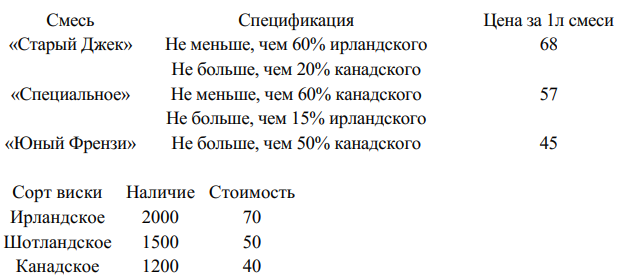 Смесь Спецификация Цена за 1л смеси
«Старый Джек» Не меньше, чем 60% ирландского 68
Не больше, чем 20% канадского
«Специальное» Не меньше, чем 60% канадского 57
Не больше, чем 15% ирландского
«Юный Френзи» Не больше, чем 50% канадского 45
Сорт виски Наличие Стоимость
Ирландское 2000 70
Шотландское 1500 50
Канадское 1200 40